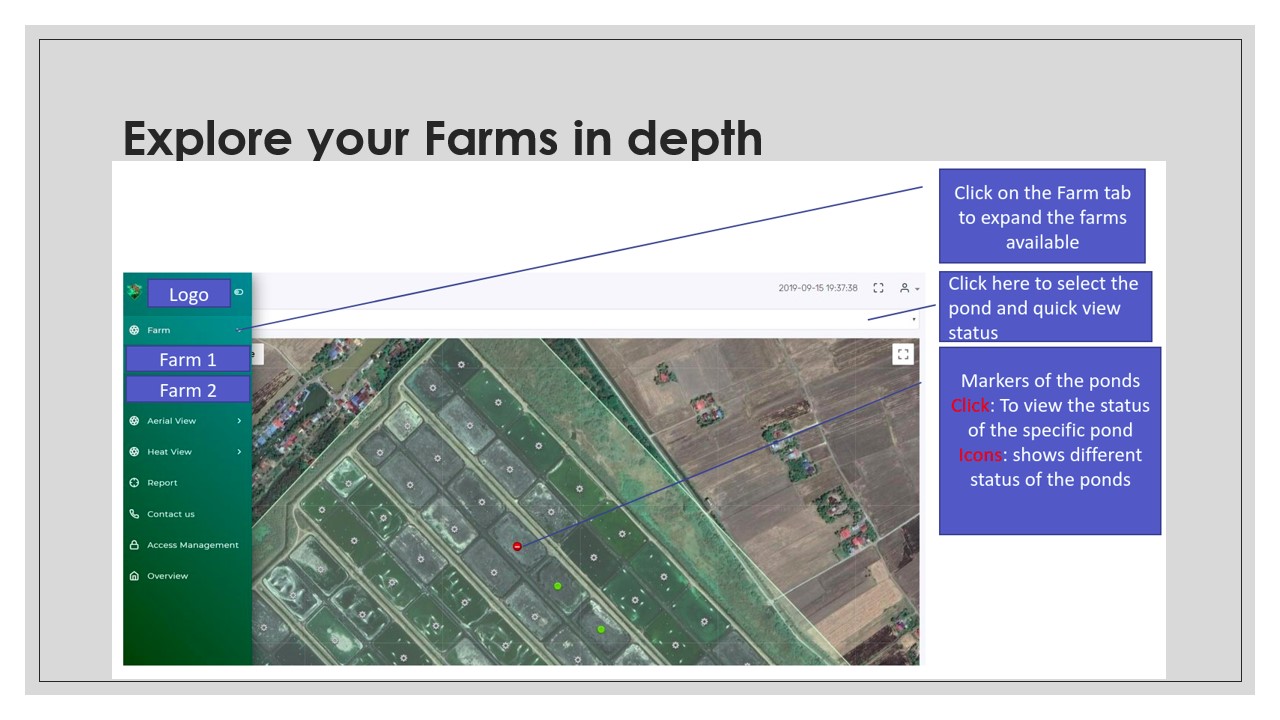 Explore your Farms in depth
Click on the Farm tab
to expand the farms
available
Click here to select the
pond and quick view
status
Markers of the ponds
Click: To view the status
of the specific pond
Icons: shows different
status of the ponds
Logo
2019-09-15 19:37:38
Farm
Farm 1
Farm 2
Aerial View
Heat View
Report
Contact us
Access Management
Overview